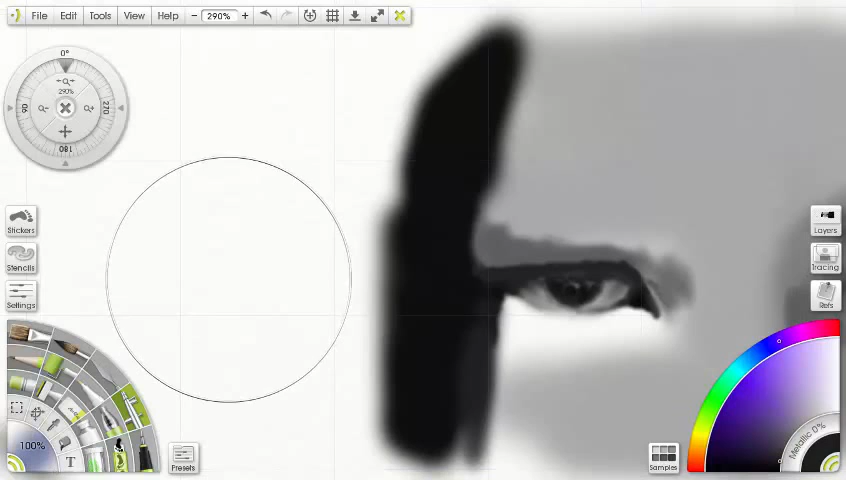 File Edit Tools View Help − 290% +
0°
290%
90
270
180
Stickers
Stencils
Settings
100%
T
Presets
Layers
Tracing
Refs
Metallic 0%
Samples